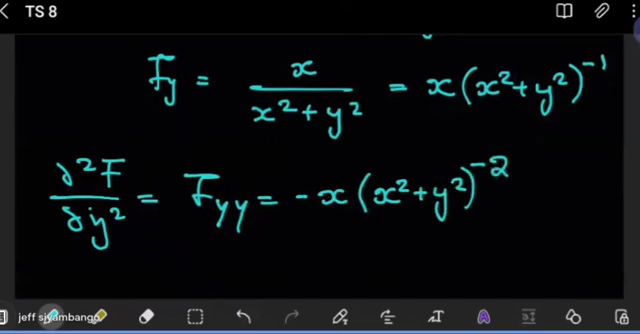 TS 8
Fy = x / (x² + y²) = x(x² + y²)⁻¹
∂²F / ∂y² = Fyy = -x(x² + y²)⁻²
jeff siyambango